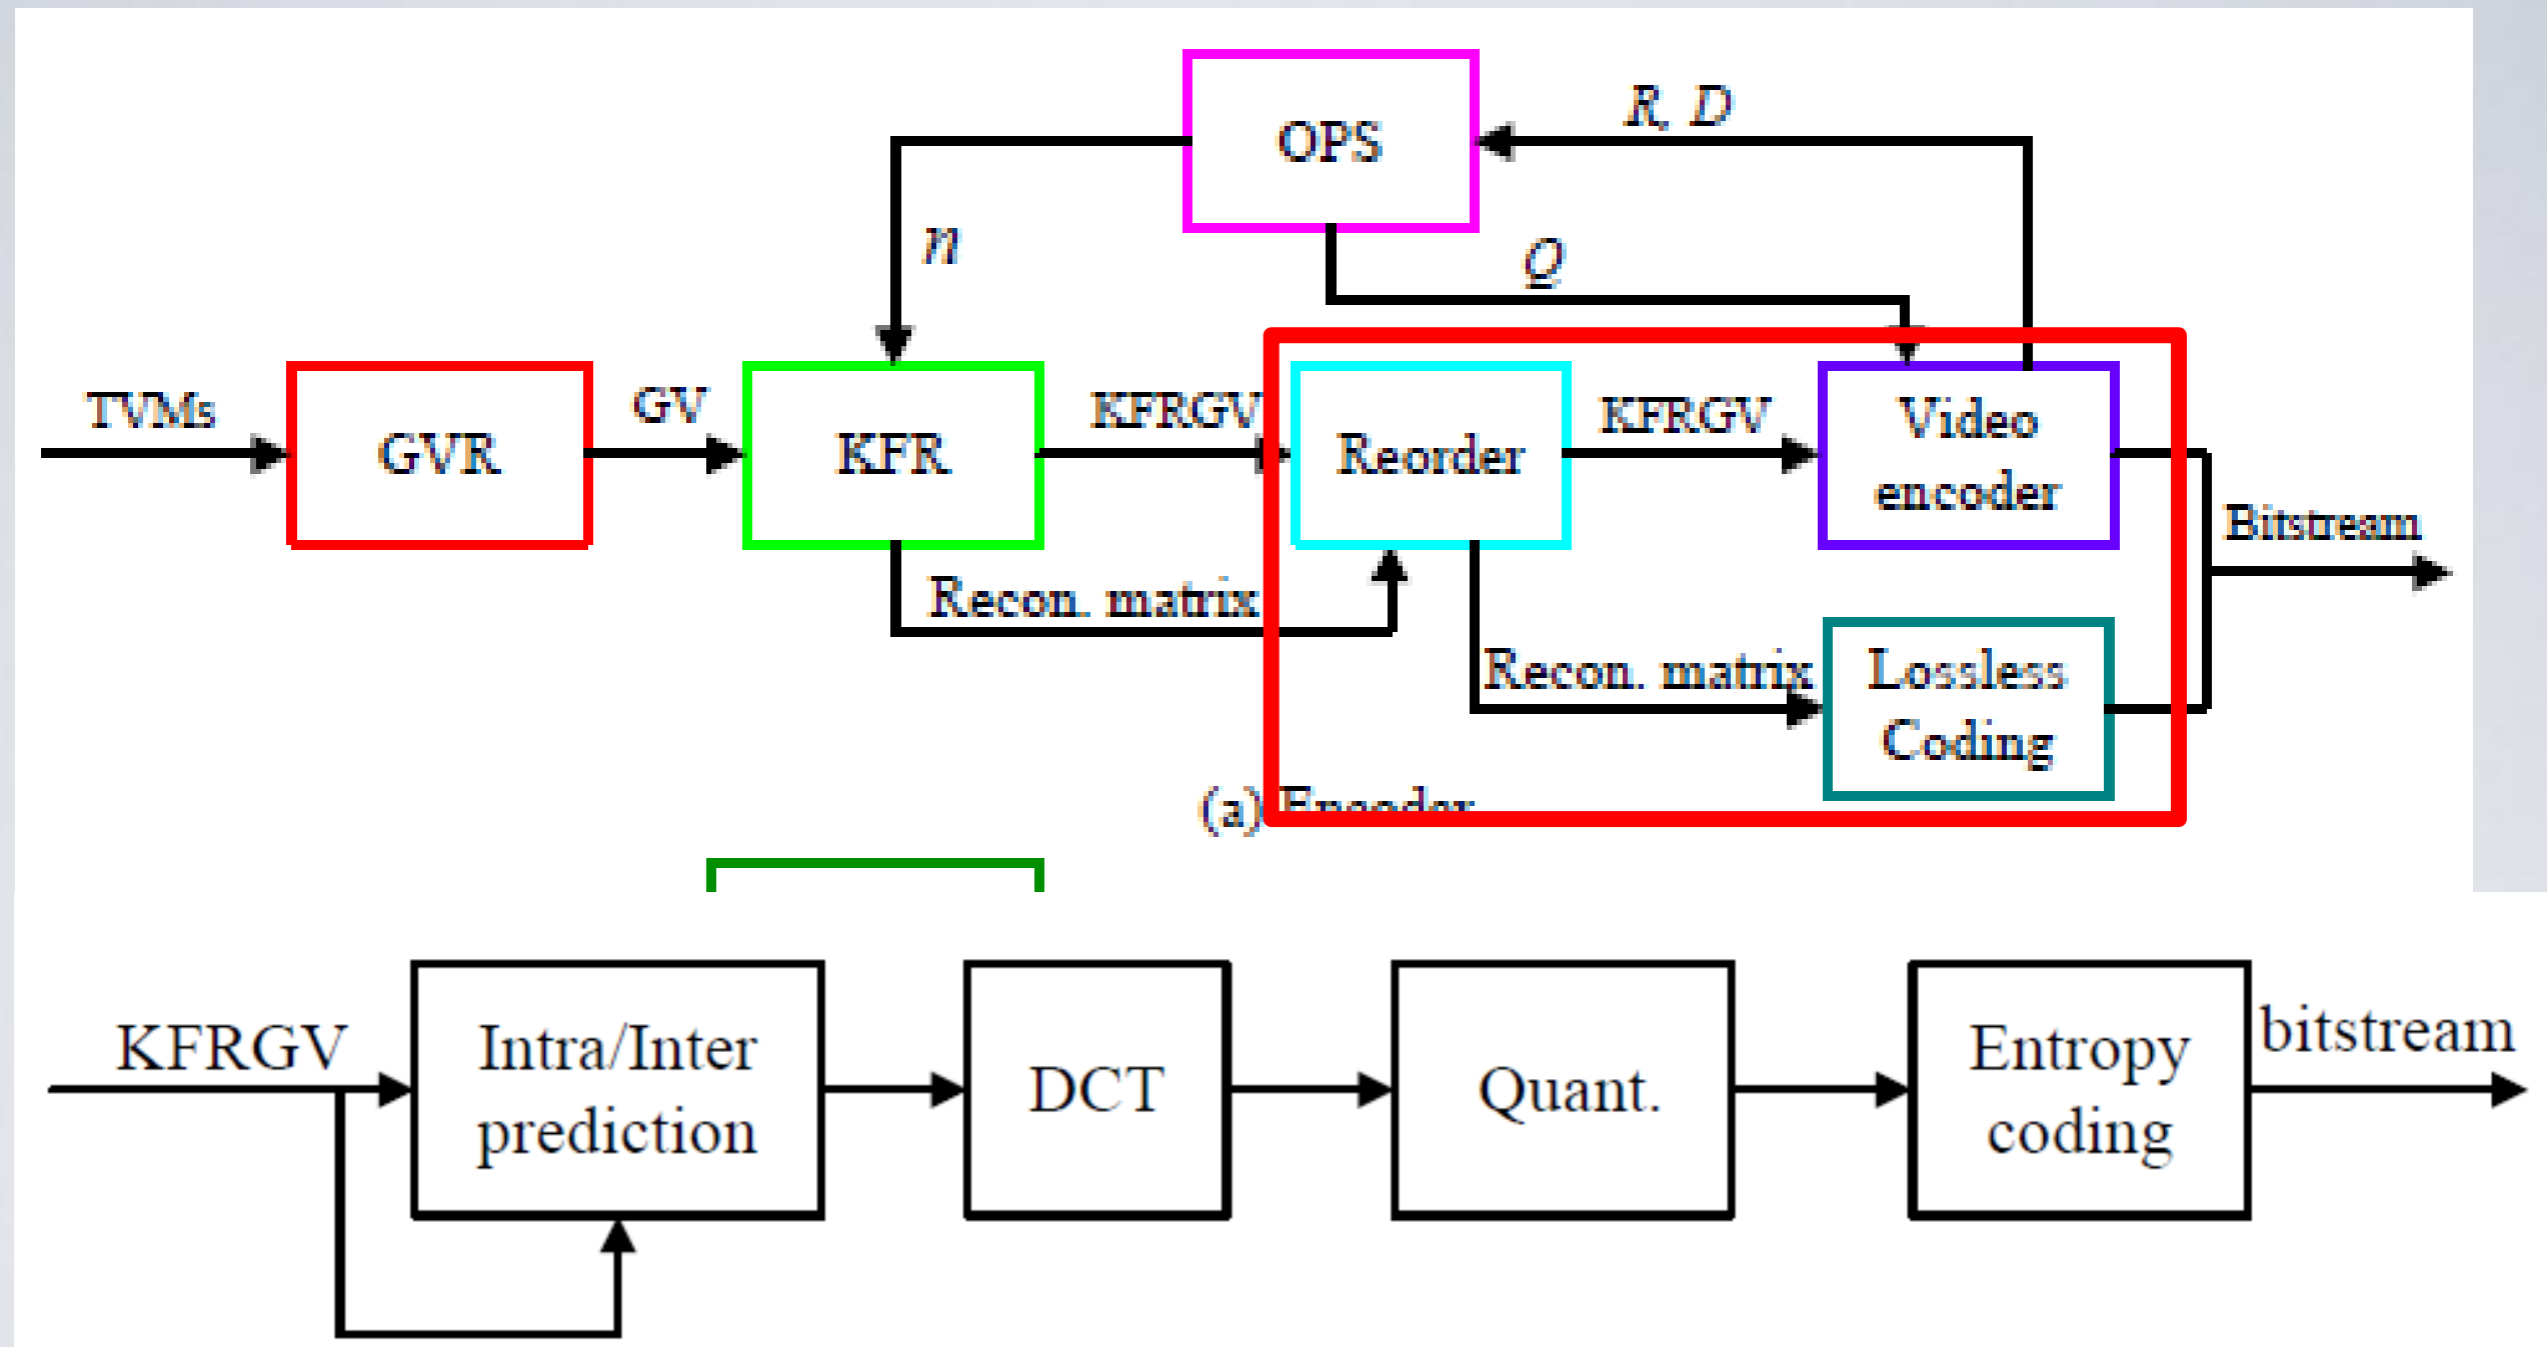 OPS
R, D
n
Q
TVMs
GVR
GV
KFR
KFRGV
Reorder
KFRGV
Video
encoder
Bitstream
Recon. matrix
Recon. matrix
Lossless
Coding
(a) Encoder
KFRGV
Intra/Inter
prediction
DCT
Quant.
Entropy
coding
bitstream